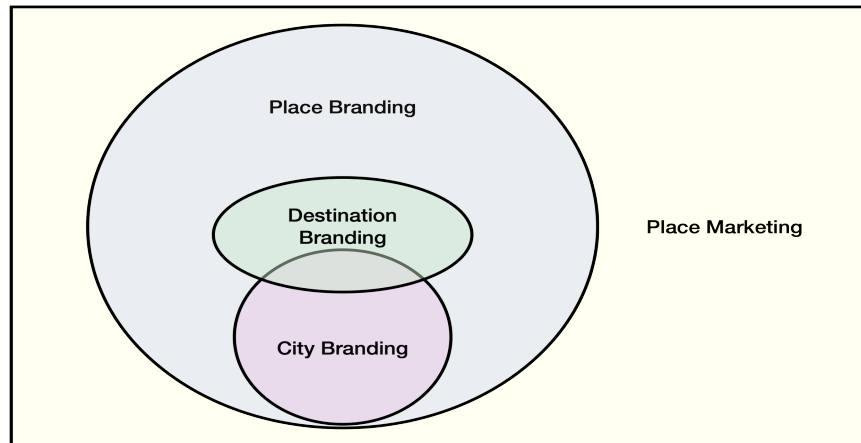 Place Branding
Destination
Branding
Place Marketing
City Branding